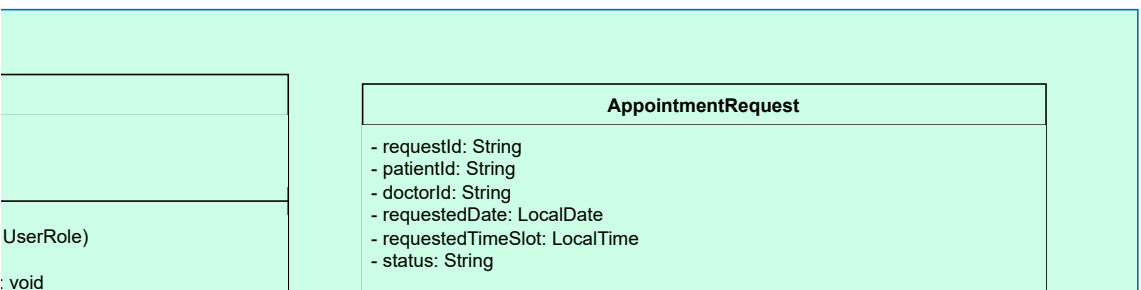 AppointmentRequest
- requestId: String
- patientId: String
- doctorId: String
- requestedDate: LocalDate
- requestedTimeSlot: LocalTime
- status: String
UserRole)
: void